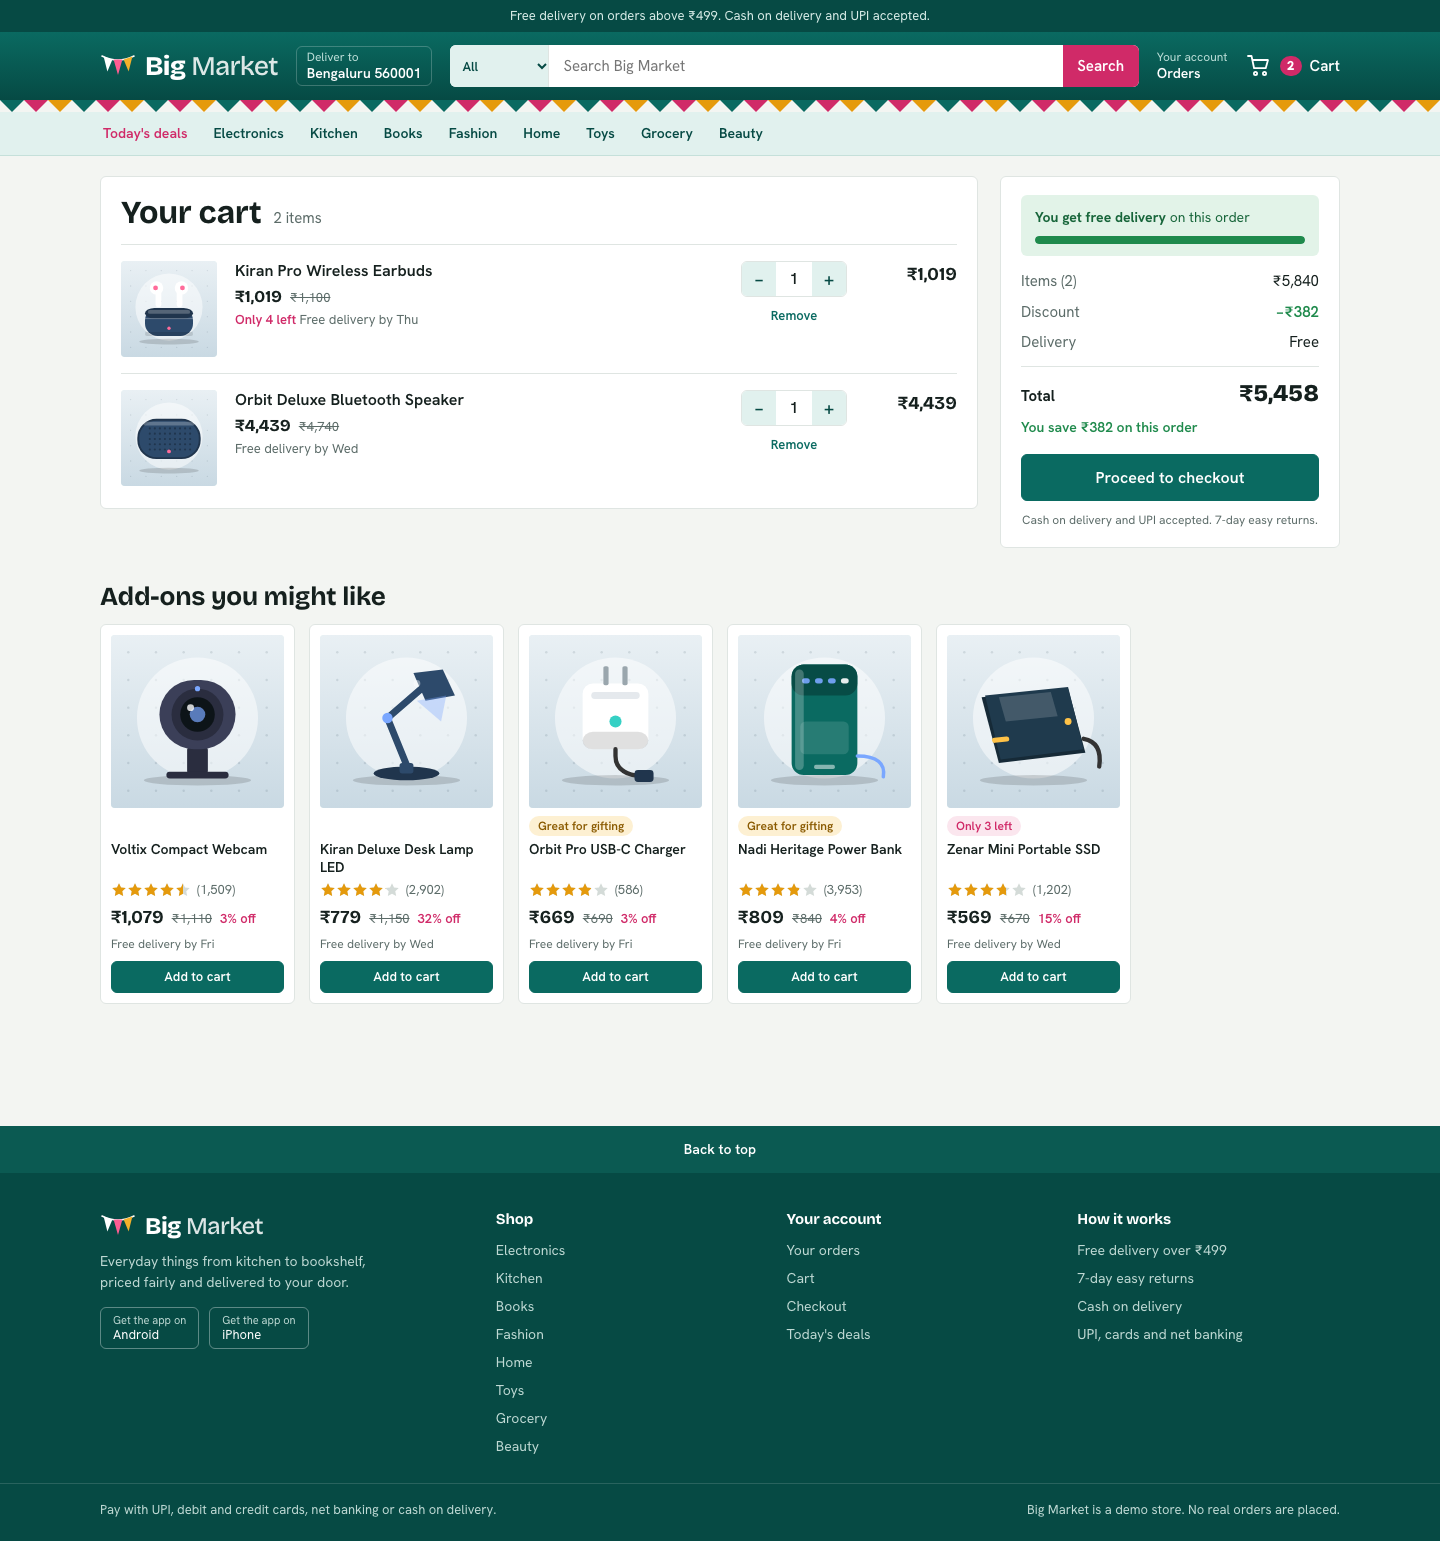 Free delivery on orders above ₹499. Cash on delivery and UPI accepted.
Big Market
Deliver to
Bengaluru 560001
All
Search Big Market
Search
Your account
Orders
2 Cart
Today's deals Electronics Kitchen Books Fashion Home Toys Grocery Beauty
Your cart 2 items
Kiran Pro Wireless Earbuds
₹1,019 ₹1,100
Only 4 left Free delivery by Thu
− 1 +
Remove
₹1,019
Orbit Deluxe Bluetooth Speaker
₹4,439 ₹4,740
Free delivery by Wed
− 1 +
Remove
₹4,439
You get free delivery on this order
Items (2) ₹5,840
Discount −₹382
Delivery Free
Total ₹5,458
You save ₹382 on this order
Proceed to checkout
Cash on delivery and UPI accepted. 7-day easy returns.
Add-ons you might like
Voltix Compact Webcam
(1,509)
₹1,079 ₹1,110 3% off
Free delivery by Fri
Add to cart
Kiran Deluxe Desk Lamp
LED
(2,902)
₹779 ₹1,150 32% off
Free delivery by Wed
Add to cart
Great for gifting
Orbit Pro USB-C Charger
(586)
₹669 ₹690 3% off
Free delivery by Fri
Add to cart
Great for gifting
Nadi Heritage Power Bank
(3,953)
₹809 ₹840 4% off
Free delivery by Fri
Add to cart
Only 3 left
Zenar Mini Portable SSD
(1,202)
₹569 ₹670 15% off
Free delivery by Wed
Add to cart
Back to top
Big Market
Everyday things from kitchen to bookshelf,
priced fairly and delivered to your door.
Get the app on
Android
Get the app on
iPhone
Shop
Electronics
Kitchen
Books
Fashion
Home
Toys
Grocery
Beauty
Your account
Your orders
Cart
Checkout
Today's deals
How it works
Free delivery over ₹499
7-day easy returns
Cash on delivery
UPI, cards and net banking
Pay with UPI, debit and credit cards, net banking or cash on delivery.
Big Market is a demo store. No real orders are placed.